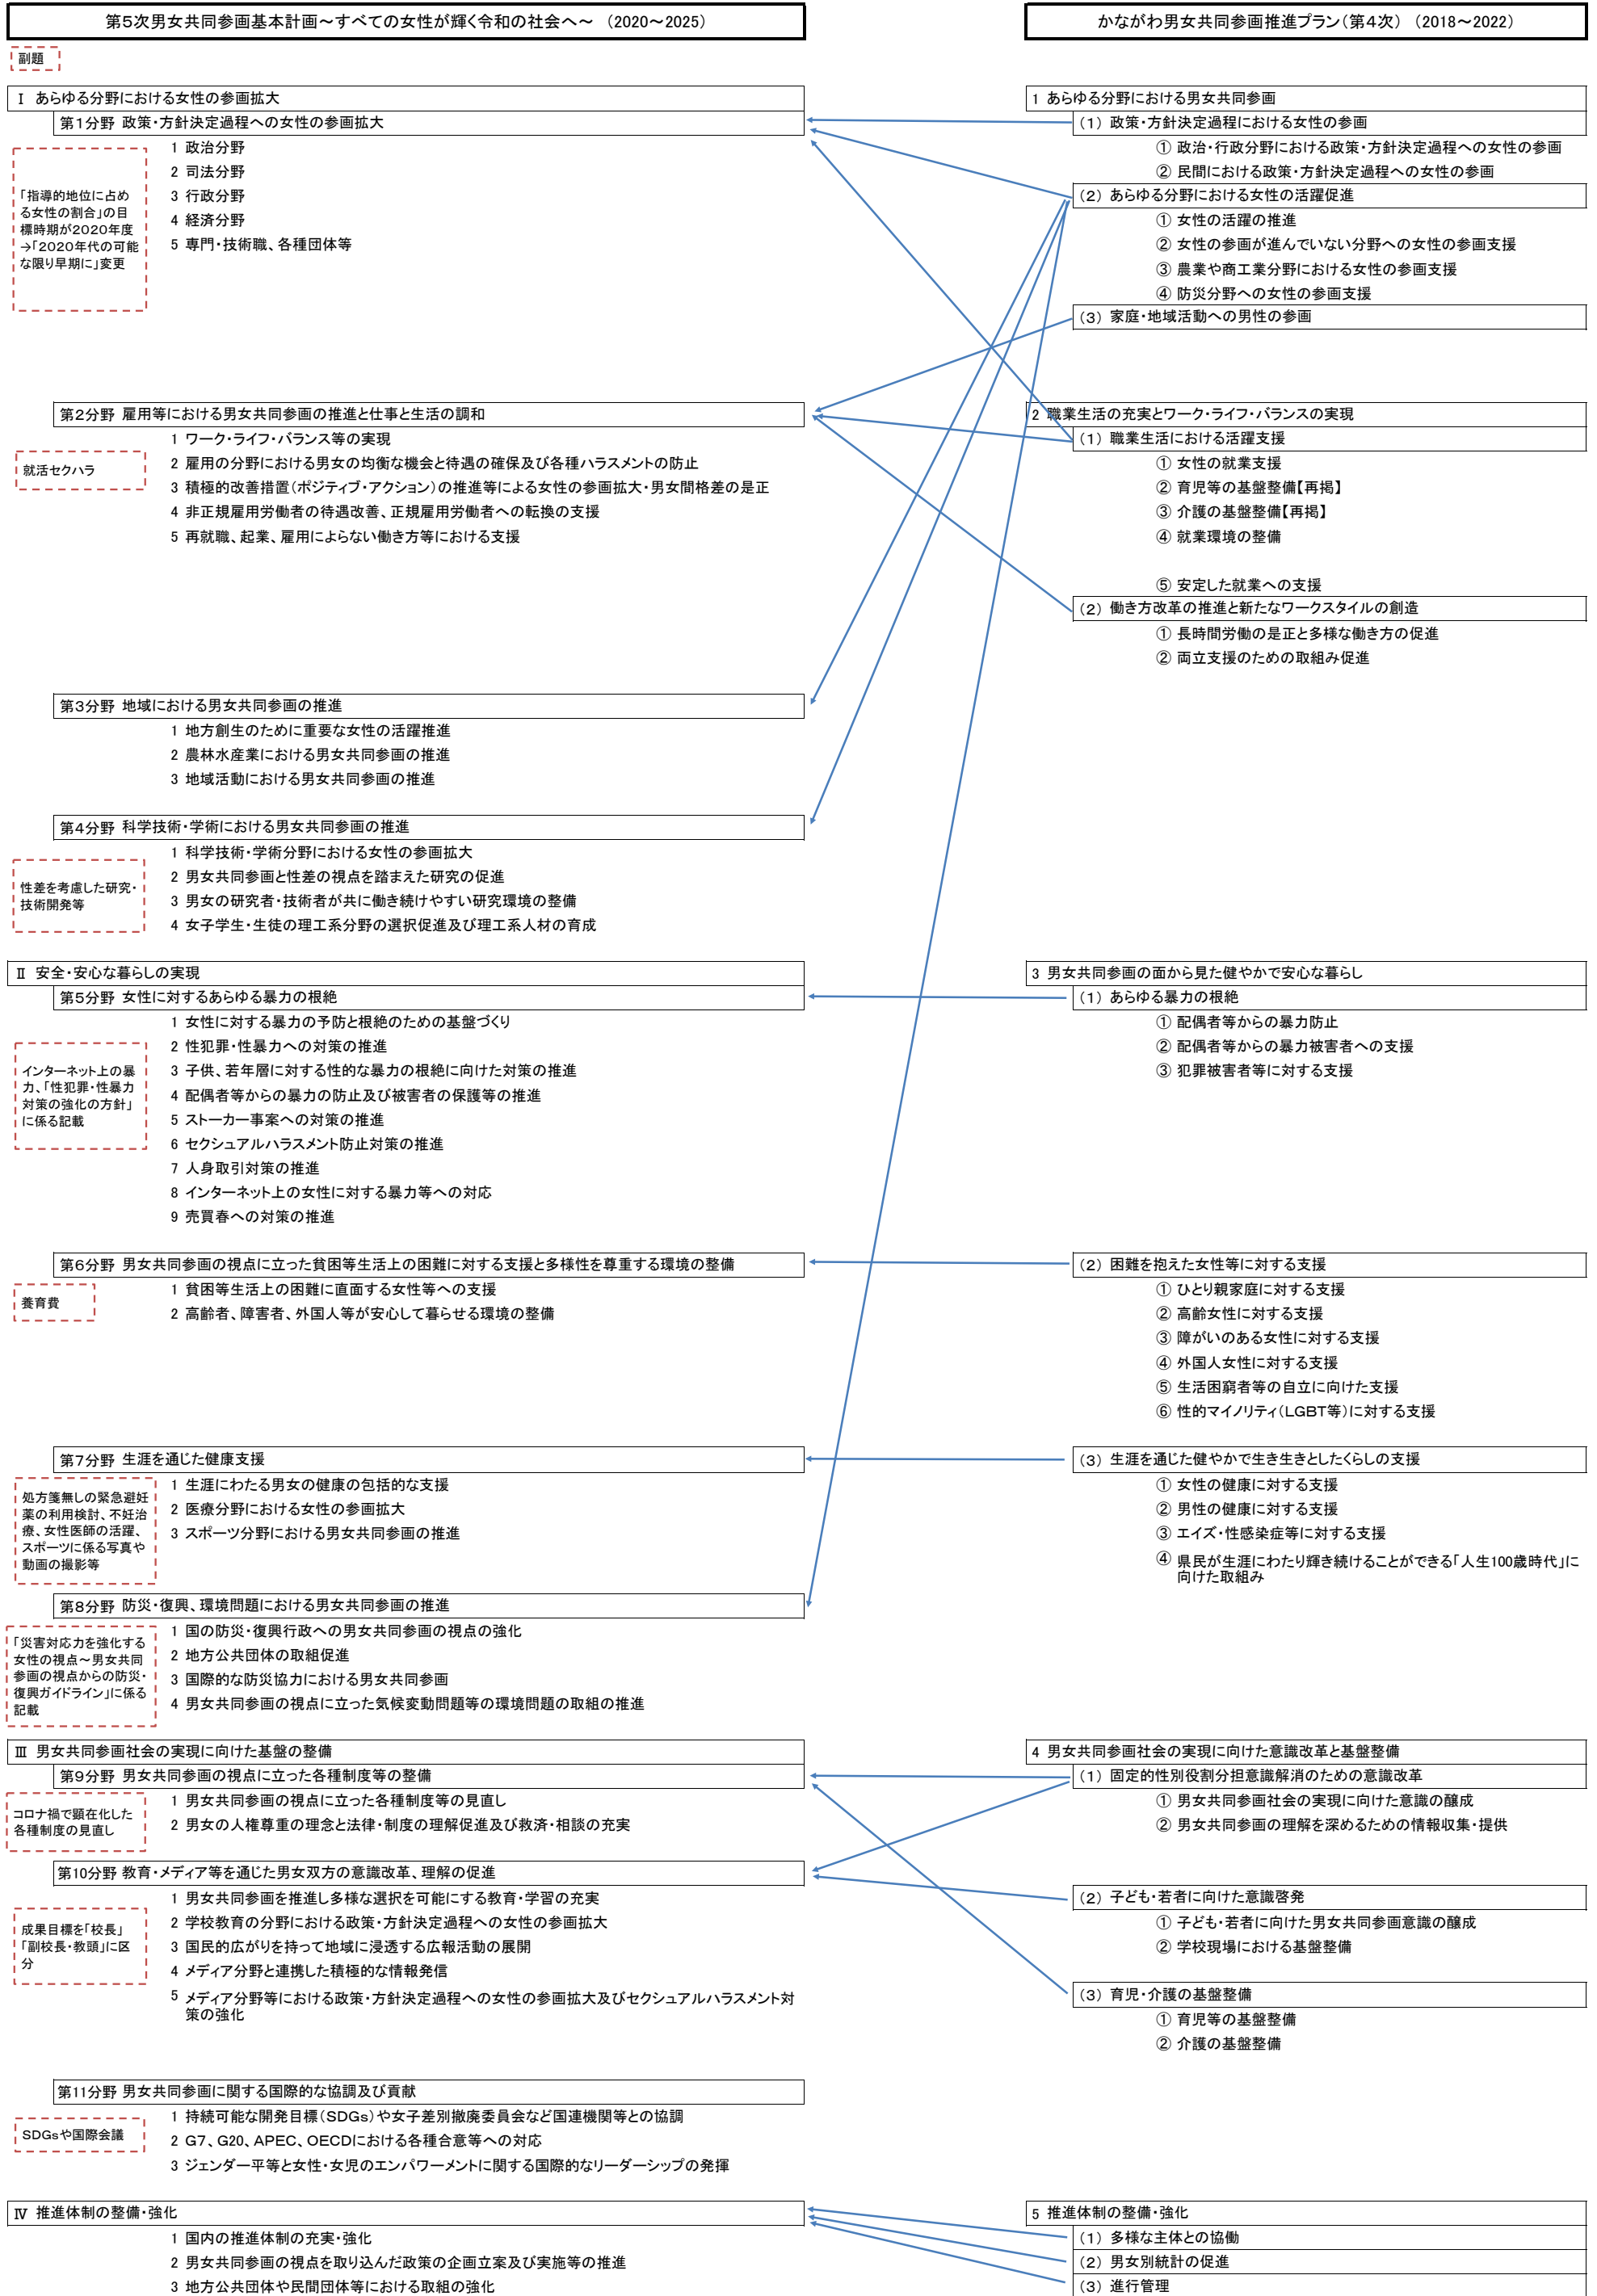 第5次男女共同参画基本計画～すべての女性が輝く令和の社会へ～ (2020～2025)
副題
Ⅰ あらゆる分野における女性の参画拡大
第1分野 政策・方針決定過程への女性の参画拡大
「指導的地位に占め
る女性の割合」の目
標時期が2020年度
→「2020年代の可能
な限り早期に」変更
1 政治分野
2 司法分野
3 行政分野
4 経済分野
5 専門・技術職、各種団体等
第2分野 雇用等における男女共同参画の推進と仕事と生活の調和
就活セクハラ
1 ワーク・ライフ・バランス等の実現
2 雇用の分野における男女の均衡な機会と待遇の確保及び各種ハラスメントの防止
3 積極的改善措置(ポジティブ・アクション)の推進等による女性の参画拡大・男女間格差の是正
4 非正規雇用労働者の待遇改善、正規雇用労働者への転換の支援
5 再就職、起業、雇用によらない働き方等における支援
第3分野 地域における男女共同参画の推進
1 地方創生のために重要な女性の活躍推進
2 農林水産業における男女共同参画の推進
3 地域活動における男女共同参画の推進
第4分野 科学技術・学術における男女共同参画の推進
性差を考慮した研究・
技術開発等
1 科学技術・学術分野における女性の参画拡大
2 男女共同参画と性差の視点を踏まえた研究の促進
3 男女の研究者・技術者が共に働き続けやすい研究環境の整備
4 女子学生・生徒の理工系分野の選択促進及び理工系人材の育成
Ⅱ 安全・安心な暮らしの実現
第5分野 女性に対するあらゆる暴力の根絶
インターネット上の暴
力、「性犯罪・性暴力
対策の強化の方針」
に係る記載
1 女性に対する暴力の予防と根絶のための基盤づくり
2 性犯罪・性暴力への対策の推進
3 子供、若年層に対する性的な暴力の根絶に向けた対策の推進
4 配偶者等からの暴力の防止及び被害者の保護等の推進
5 ストーカー事案への対策の推進
6 セクシュアルハラスメント防止対策の推進
7 人身取引対策の推進
8 インターネット上の女性に対する暴力等への対応
9 売買春への対策の推進
第6分野 男女共同参画の視点に立った貧困等生活上の困難に対する支援と多様性を尊重する環境の整備
養育費
1 貧困等生活上の困難に直面する女性等への支援
2 高齢者、障害者、外国人等が安心して暮らせる環境の整備
第7分野 生涯を通じた健康支援
処方箋無しの緊急避妊
薬の利用検討、不妊治
療、女性医師の活躍、
スポーツに係る写真や
動画の撮影等
1 生涯にわたる男女の健康の包括的な支援
2 医療分野における女性の参画拡大
3 スポーツ分野における男女共同参画の推進
第8分野 防災・復興、環境問題における男女共同参画の推進
「災害対応力を強化する
女性の視点～男女共同
参画の視点からの防災・
復興ガイドライン」に係る
記載
1 国の防災・復興行政への男女共同参画の視点の強化
2 地方公共団体の取組促進
3 国際的な防災協力における男女共同参画
4 男女共同参画の視点に立った気候変動問題等の環境問題の取組の推進
Ⅲ 男女共同参画社会の実現に向けた基盤の整備
第9分野 男女共同参画の視点に立った各種制度等の整備
コロナ禍で顕在化した
各種制度の見直し
1 男女共同参画の視点に立った各種制度等の見直し
2 男女の人権尊重の理念と法律・制度の理解促進及び救済・相談の充実
第10分野 教育・メディア等を通じた男女双方の意識改革、理解の促進
成果目標を「校長」
「副校長・教頭」に区
分
1 男女共同参画を推進し多様な選択を可能にする教育・学習の充実
2 学校教育の分野における政策・方針決定過程への女性の参画拡大
3 国民的広がりを持って地域に浸透する広報活動の展開
4 メディア分野と連携した積極的な情報発信
5 メディア分野等における政策・方針決定過程への女性の参画拡大及びセクシュアルハラスメント対
策の強化
第11分野 男女共同参画に関する国際的な協調及び貢献
SDGsや国際会議
1 持続可能な開発目標(SDGs)や女子差別撤廃委員会など国連機関等との協調
2 G7、G20、APEC、OECDにおける各種合意等への対応
3 ジェンダー平等と女性・女児のエンパワーメントに関する国際的なリーダーシップの発揮
Ⅳ 推進体制の整備・強化
1 国内の推進体制の充実・強化
2 男女共同参画の視点を取り込んだ政策の企画立案及び実施等の推進
3 地方公共団体や民間団体等における取組の強化
かながわ男女共同参画推進プラン(第4次) (2018～2022)
1 あらゆる分野における男女共同参画
(1) 政策・方針決定過程における女性の参画
① 政治・行政分野における政策・方針決定過程への女性の参画
② 民間における政策・方針決定過程への女性の参画
(2) あらゆる分野における女性の活躍促進
① 女性の活躍の推進
② 女性の参画が進んでいない分野への女性の参画支援
③ 農業や商工業分野における女性の参画支援
④ 防災分野への女性の参画支援
(3) 家庭・地域活動への男性の参画
2 職業生活の充実とワーク・ライフ・バランスの実現
(1) 職業生活における活躍支援
① 女性の就業支援
② 育児等の基盤整備【再掲】
③ 介護の基盤整備【再掲】
④ 就業環境の整備
⑤ 安定した就業への支援
(2) 働き方改革の推進と新たなワークスタイルの創造
① 長時間労働の是正と多様な働き方の促進
② 両立支援のための取組み促進
3 男女共同参画の面から見た健やかで安心な暮らし
(1) あらゆる暴力の根絶
① 配偶者等からの暴力防止
② 配偶者等からの暴力被害者への支援
③ 犯罪被害者等に対する支援
(2) 困難を抱えた女性等に対する支援
① ひとり親家庭に対する支援
② 高齢女性に対する支援
③ 障がいのある女性に対する支援
④ 外国人女性に対する支援
⑤ 生活困窮者等の自立に向けた支援
⑥ 性的マイノリティ(LGBT等)に対する支援
(3) 生涯を通じた健やかで生き生きとしたくらしの支援
① 女性の健康に対する支援
② 男性の健康に対する支援
③ エイズ・性感染症等に対する支援
④ 県民が生涯にわたり輝き続けることができる「人生100歳時代」に
向けた取組み
4 男女共同参画社会の実現に向けた意識改革と基盤整備
(1) 固定的性別役割分担意識解消のための意識改革
① 男女共同参画社会の実現に向けた意識の醸成
② 男女共同参画の理解を深めるための情報収集・提供
(2) 子ども・若者に向けた意識啓発
① 子ども・若者に向けた男女共同参画意識の醸成
② 学校現場における基盤整備
(3) 育児・介護の基盤整備
① 育児等の基盤整備
② 介護の基盤整備
5 推進体制の整備・強化
(1) 多様な主体との協働
(2) 男女別統計の促進
(3) 進行管理